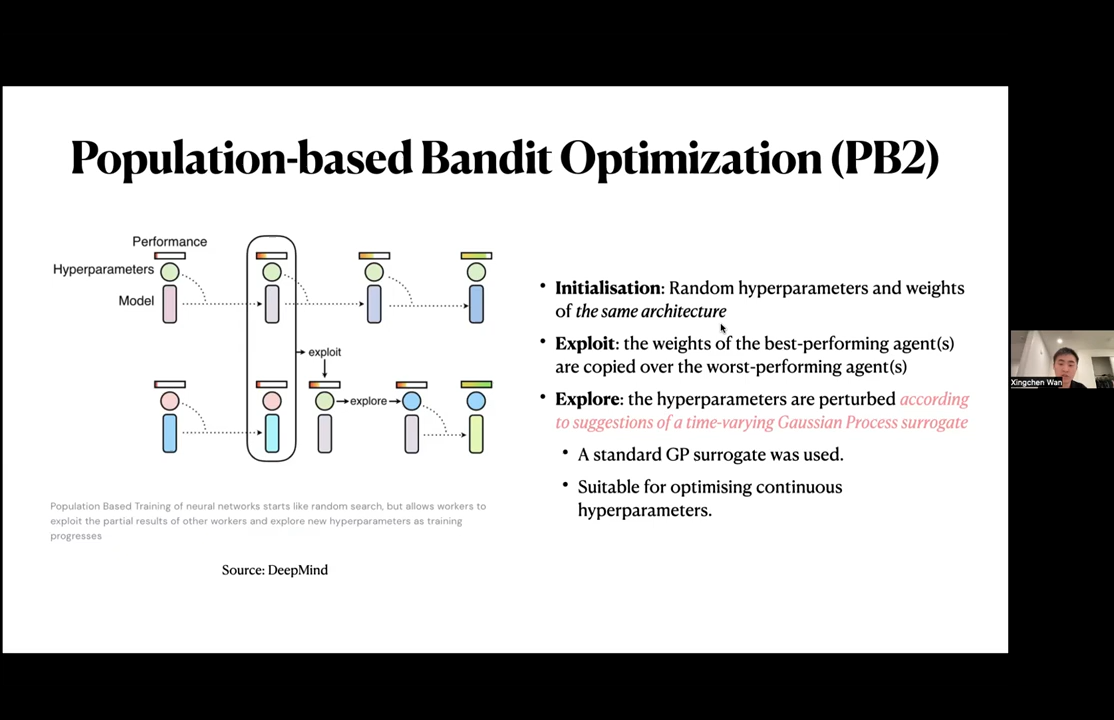 Population-based Bandit Optimization (PB2)
Performance
Hyperparameters
Model
exploit
explore
Population Based Training of neural networks starts like random search, but allows workers to
exploit the partial results of other workers and explore new hyperparameters as training
progresses
Source: DeepMind
• Initialisation: Random hyperparameters and weights
of the same architecture
• Exploit: the weights of the best-performing agent(s)
are copied over the worst-performing agent(s)
• Explore: the hyperparameters are perturbed according
to suggestions of a time-varying Gaussian Process surrogate
• A standard GP surrogate was used.
• Suitable for optimising continuous
hyperparameters.
Xingchen Wan